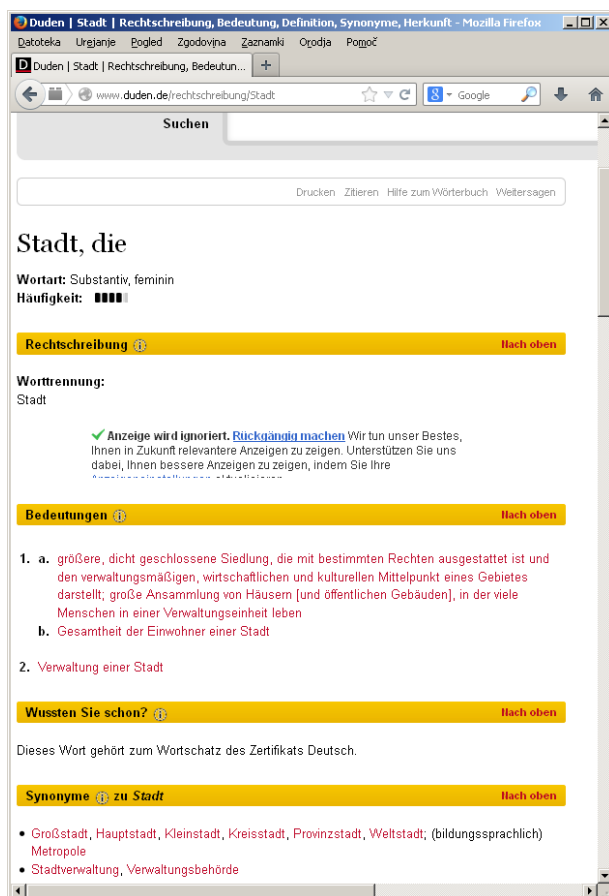 Duden | Stadt | Rechtschreibung, Bedeutung, Definition, Synonyme, Herkunft - Mozilla Firefox
Datoteka Urejanje Pogled Zgodovina Zaznamki Orodja Pomoč
D Duden | Stadt | Rechtschreibung, Bedeutun... +
www.duden.de/rechtschreibung/Stadt 8 Google
Suchen
Drucken Zitieren Hilfe zum Wörterbuch Weitersagen
Stadt, die
Wortart: Substantiv, feminin
Häufigkeit:
Rechtschreibung i Nach oben
Worttrennung:
Stadt
Anzeige wird ignoriert. Rückgängig machen Wir tun unser Bestes,
Ihnen in Zukunft relevantere Anzeigen zu zeigen. Unterstützen Sie uns
dabei, Ihnen bessere Anzeigen zu zeigen, indem Sie Ihre
Bedeutungen i Nach oben
1. a. größere, dicht geschlossene Siedlung, die mit bestimmten Rechten ausgestattet ist und
den verwaltungsmäßigen, wirtschaftlichen und kulturellen Mittelpunkt eines Gebietes
darstellt; große Ansammlung von Häusern [und öffentlichen Gebäuden], in der viele
Menschen in einer Verwaltungseinheit leben
b. Gesamtheit der Einwohner einer Stadt
2. Verwaltung einer Stadt
Wussten Sie schon? i Nach oben
Dieses Wort gehört zum Wortschatz des Zertifikats Deutsch.
Synonyme i zu Stadt Nach oben
• Großstadt, Hauptstadt, Kleinstadt, Kreisstadt, Provinzstadt, Weltstadt; (bildungssprachlich)
Metropole
• Stadtverwaltung, Verwaltungsbehörde